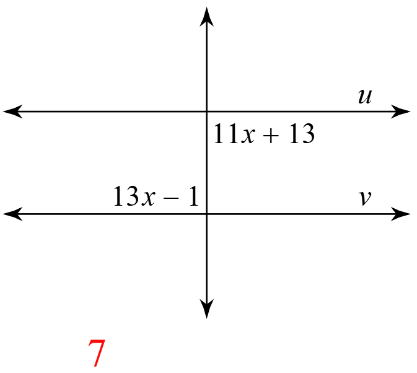 u
11x + 13
13x – 1
v
7